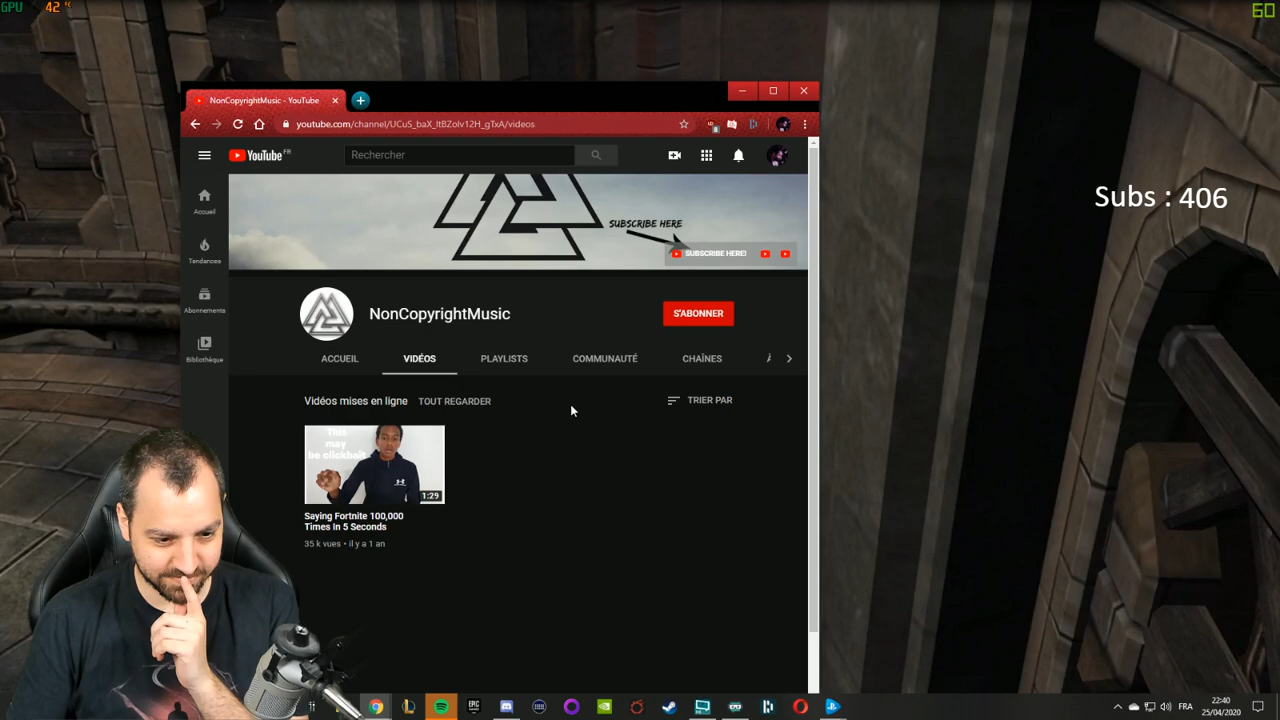 GPU 42 °C
60
NonCopyrightMusic - YouTube
youtube.com/channel/UCuS_baX_ltBZolv12H_gTxA/videos
YouTube FR
Rechercher
Subs : 406
Accueil
Tendances
Abonnements
Bibliothèque
SUBSCRIBE HERE
SUBSCRIBE HERE!
NonCopyrightMusic
S'ABONNER
ACCUEIL VIDÉOS PLAYLISTS COMMUNAUTÉ CHAÎNES
Vidéos mises en ligne TOUT REGARDER TRIER PAR
This
may
be clickbait
1:29
Saying Fortnite 100,000
Times In 5 Seconds
35 k vues • il y a 1 an
EPIC
FRA
22:40
25/04/2020